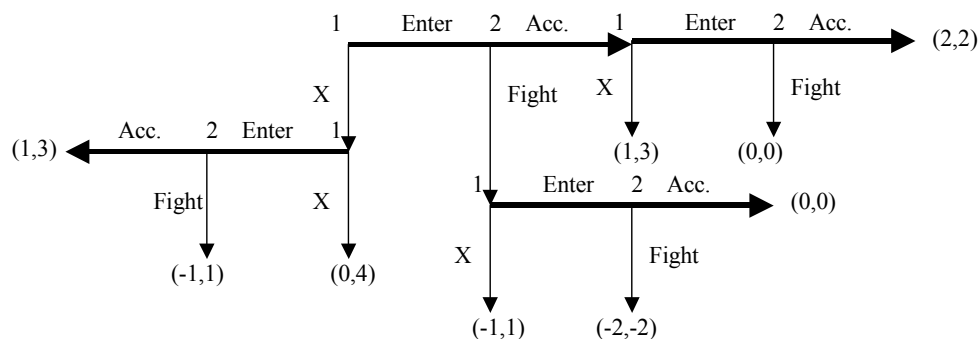 1 Enter 2 Acc. 1 Enter 2 Acc. (2,2)
X Fight X Fight
(1,3) Acc. 2 Enter 1 (1,3) (0,0)
Fight X 1 Enter 2 Acc. (0,0)
(-1,1) (0,4) X Fight
(-1,1) (-2,-2)